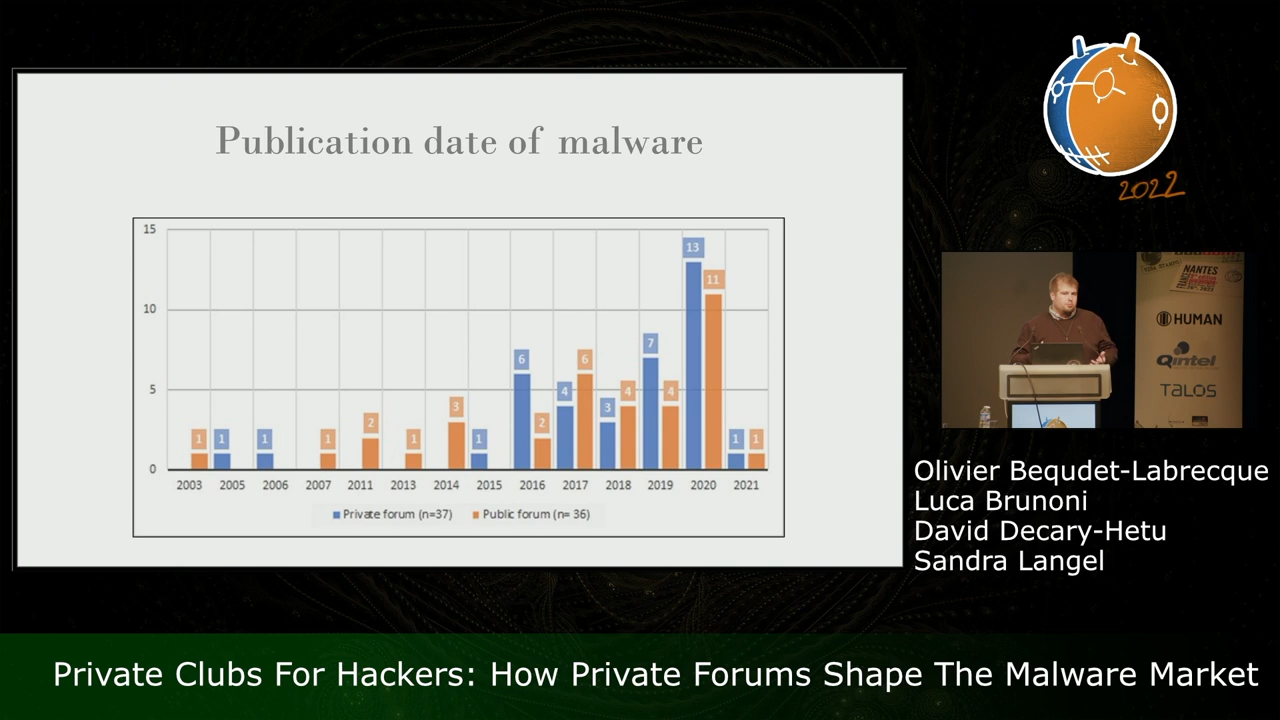 Publication date of malware
15
10
5
0
13
11
7
6
6
4
4
4
3
3
2
2
1
1
1
1
1
1
1
1
2003 2005 2006 2007 2011 2013 2014 2015 2016 2017 2018 2019 2020 2021
Private forum (n=37) Public forum (n= 36)
2022
NANTES
HUMAN
Qintel
TALOS
Olivier Bequdet-Labrecque
Luca Brunoni
David Decary-Hetu
Sandra Langel
Private Clubs For Hackers: How Private Forums Shape The Malware Market